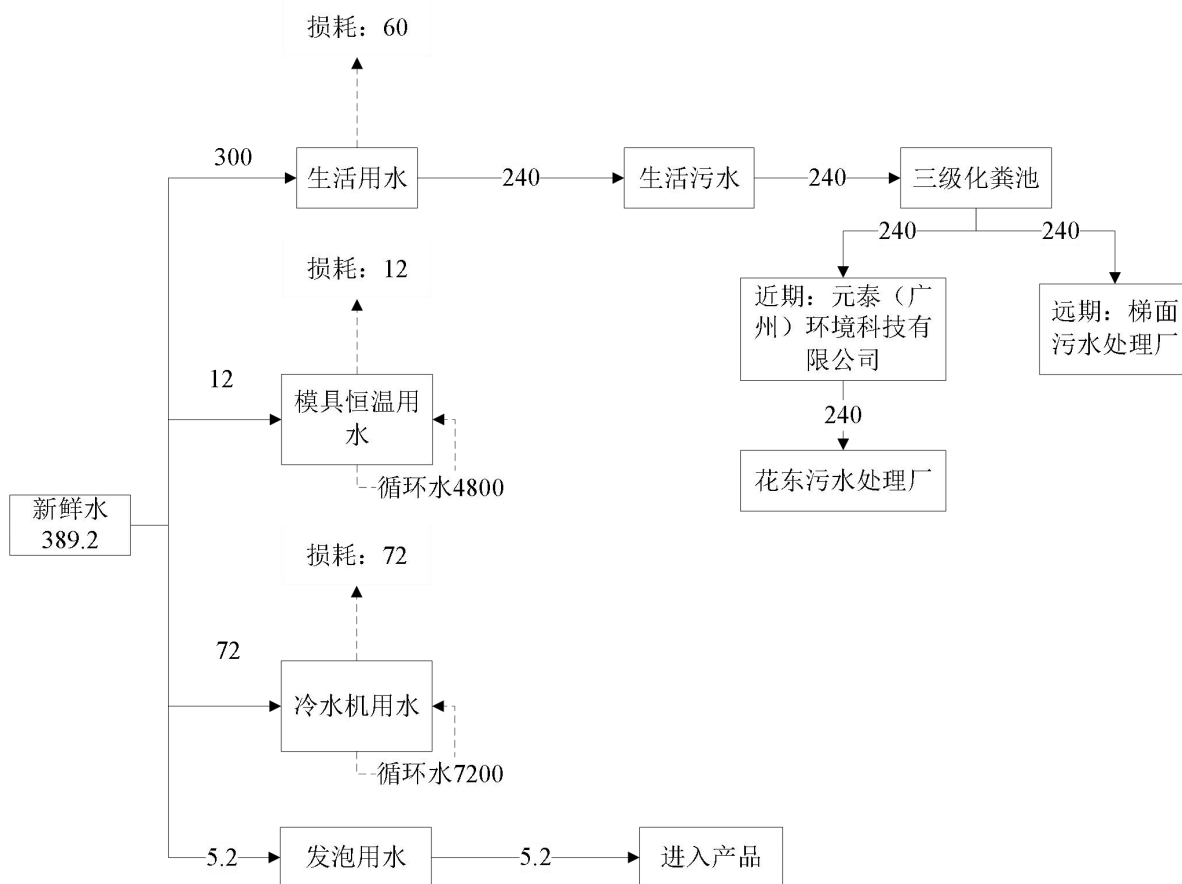 损耗：60
300
生活用水
240
生活污水
240
三级化粪池
240
240
近期：元泰（广
州）环境科技有
限公司
远期：梯面
污水处理厂
240
花东污水处理厂
损耗：12
12
模具恒温用
水
循环水4800
新鲜水
389.2
损耗：72
72
冷水机用水
循环水7200
5.2
发泡用水
5.2
进入产品